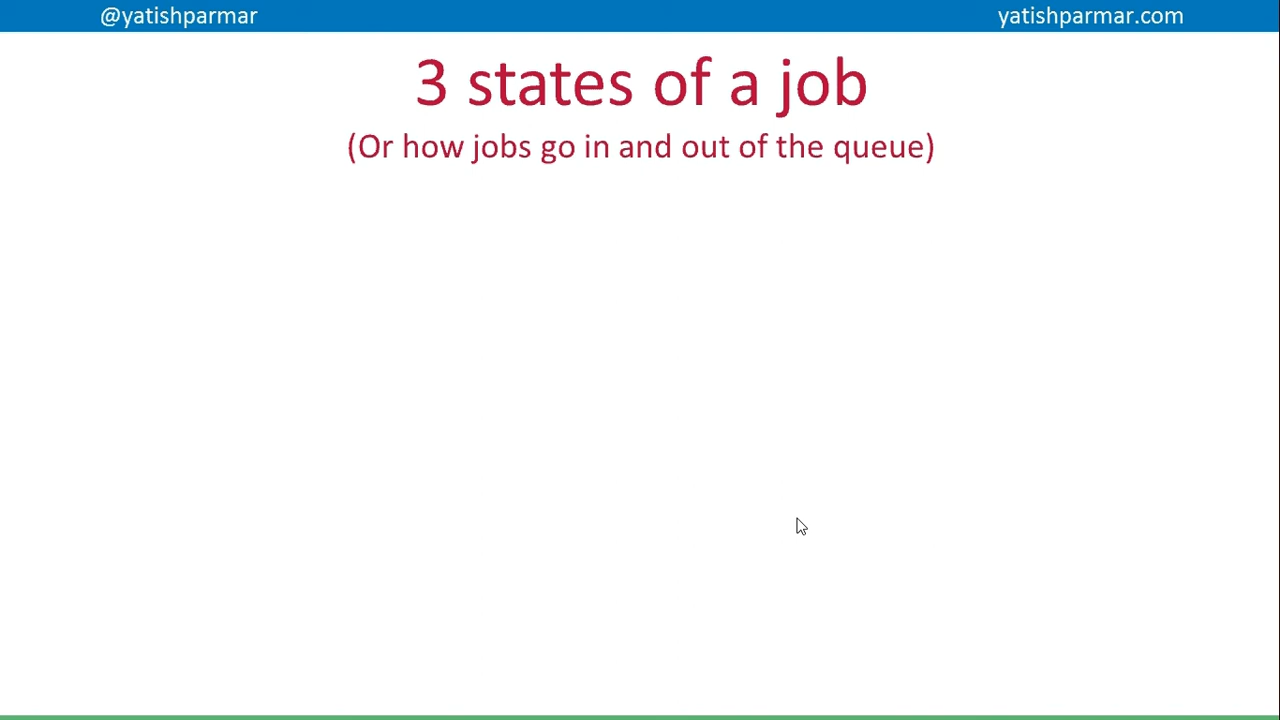 @yatishparmar
yatishparmar.com
3 states of a job
(Or how jobs go in and out of the queue)